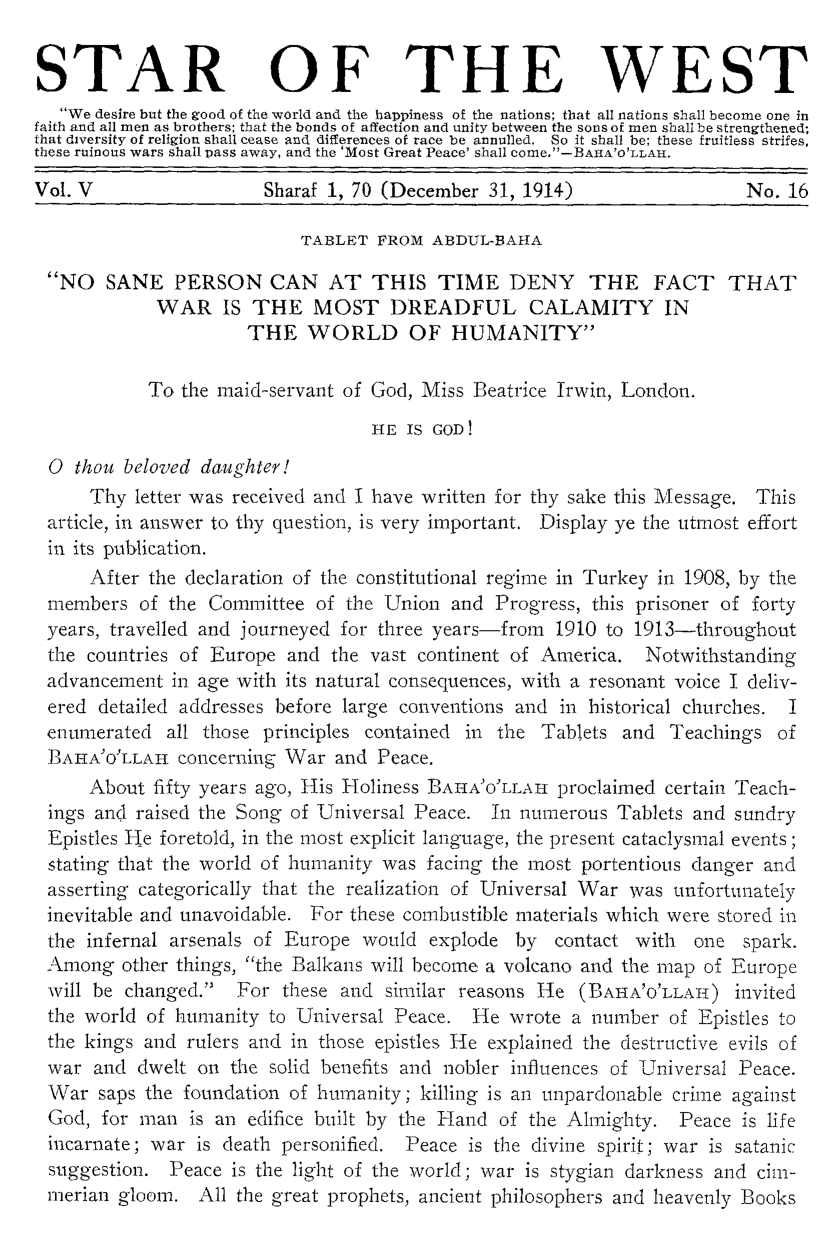 STAR OF THE WEST
"We desire but the good of the world and the happiness of the nations; that all nations shall become one in
faith and all men as brothers; that the bonds of affection and unity between the sons of men shall be strengthened;
that diversity of religion shall cease and differences of race be annulled. So it shall be; these fruitless strifes,
these ruinous wars shall pass away, and the 'Most Great Peace' shall come."—BAHA'O'LLAH.
Vol. V Sharaf 1, 70 (December 31, 1914) No. 16
TABLET FROM ABDUL-BAHA
"NO SANE PERSON CAN AT THIS TIME DENY THE FACT THAT
WAR IS THE MOST DREADFUL CALAMITY IN
THE WORLD OF HUMANITY"
To the maid-servant of God, Miss Beatrice Irwin, London.
HE IS GOD!
O thou beloved daughter!
Thy letter was received and I have written for thy sake this Message. This
article, in answer to thy question, is very important. Display ye the utmost effort
in its publication.
After the declaration of the constitutional regime in Turkey in 1908, by the
members of the Committee of the Union and Progress, this prisoner of forty
years, travelled and journeyed for three years—from 1910 to 1913—throughout
the countries of Europe and the vast continent of America. Notwithstanding
advancement in age with its natural consequences, with a resonant voice I deliv-
ered detailed addresses before large conventions and in historical churches. I
enumerated all those principles contained in the Tablets and Teachings of
BAHA'O'LLAH concerning War and Peace.
About fifty years ago, His Holiness BAHA'O'LLAH proclaimed certain Teach-
ings and raised the Song of Universal Peace. In numerous Tablets and sundry
Epistles He foretold, in the most explicit language, the present cataclysmal events;
stating that the world of humanity was facing the most portentious danger and
asserting categorically that the realization of Universal War was unfortunately
inevitable and unavoidable. For these combustible materials which were stored in
the infernal arsenals of Europe would explode by contact with one spark.
Among other things, "the Balkans will become a volcano and the map of Europe
will be changed." For these and similar reasons He (BAHA'O'LLAH) invited
the world of humanity to Universal Peace. He wrote a number of Epistles to
the kings and rulers and in those epistles He explained the destructive evils of
war and dwelt on the solid benefits and nobler influences of Universal Peace.
War saps the foundation of humanity; killing is an unpardonable crime against
God, for man is an edifice built by the Hand of the Almighty. Peace is life
incarnate; war is death personified. Peace is the divine spirit; war is satanic
suggestion. Peace is the light of the world; war is stygian darkness and cim-
merian gloom. All the great prophets, ancient philosophers and heavenly Books